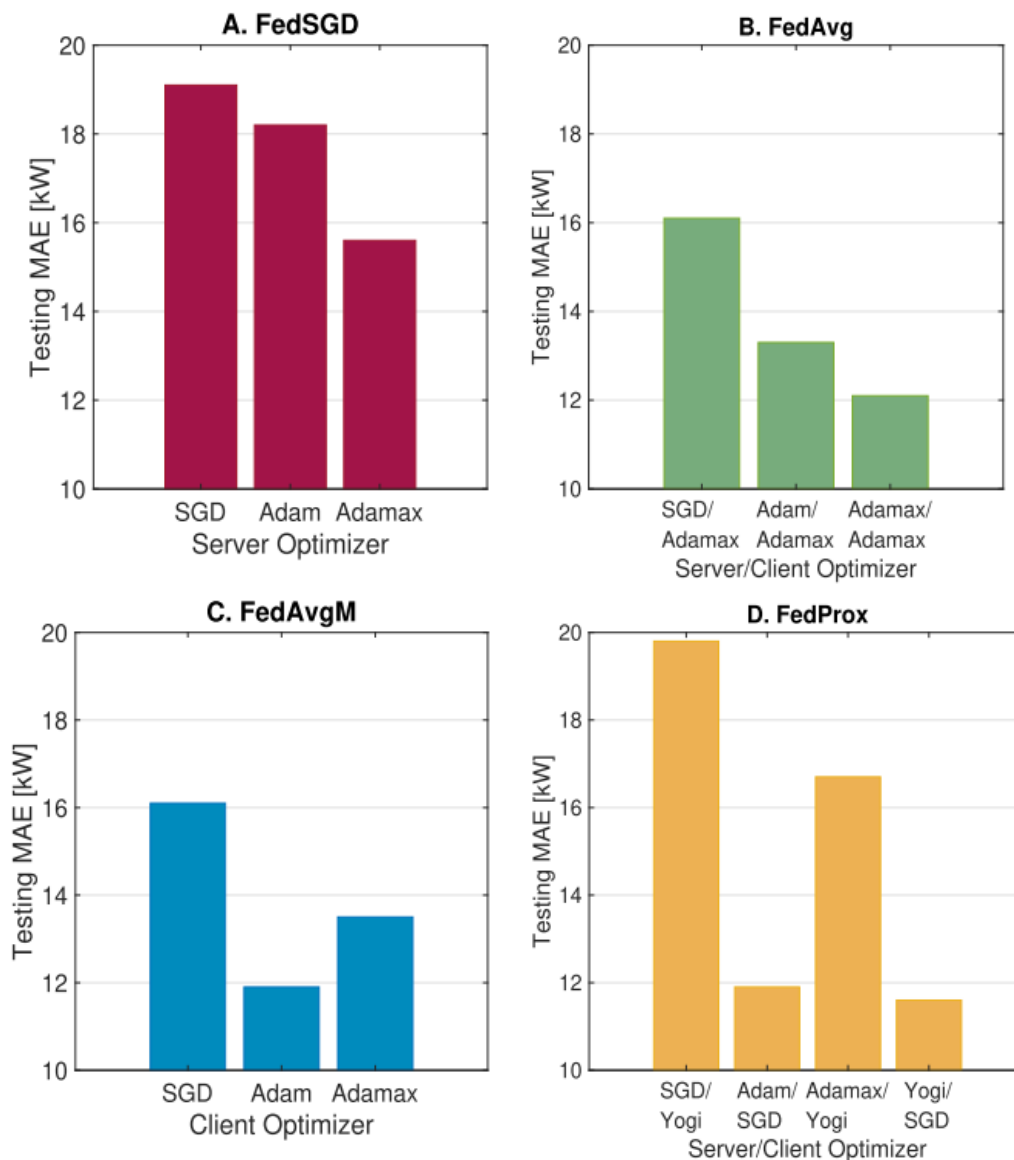 A. FedSGD
20
18
16
14
12
10
Testing MAE [kW]
SGD Adam Adamax
Server Optimizer
B. FedAvg
20
18
16
14
12
10
Testing MAE [kW]
SGD/ Adam/ Adamax/
Adamax Adamax Adamax
Server/Client Optimizer
C. FedAvgM
20
18
16
14
12
10
Testing MAE [kW]
SGD Adam Adamax
Client Optimizer
D. FedProx
20
18
16
14
12
10
Testing MAE [kW]
SGD/ Adam/ Adamax/ Yogi/
Yogi SGD Yogi SGD
Server/Client Optimizer